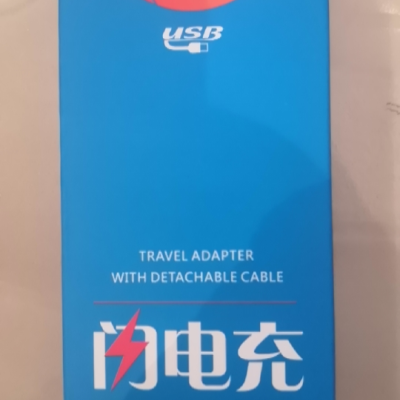 USB
TRAVEL ADAPTER
WITH DETACHABLE CABLE
闪电充